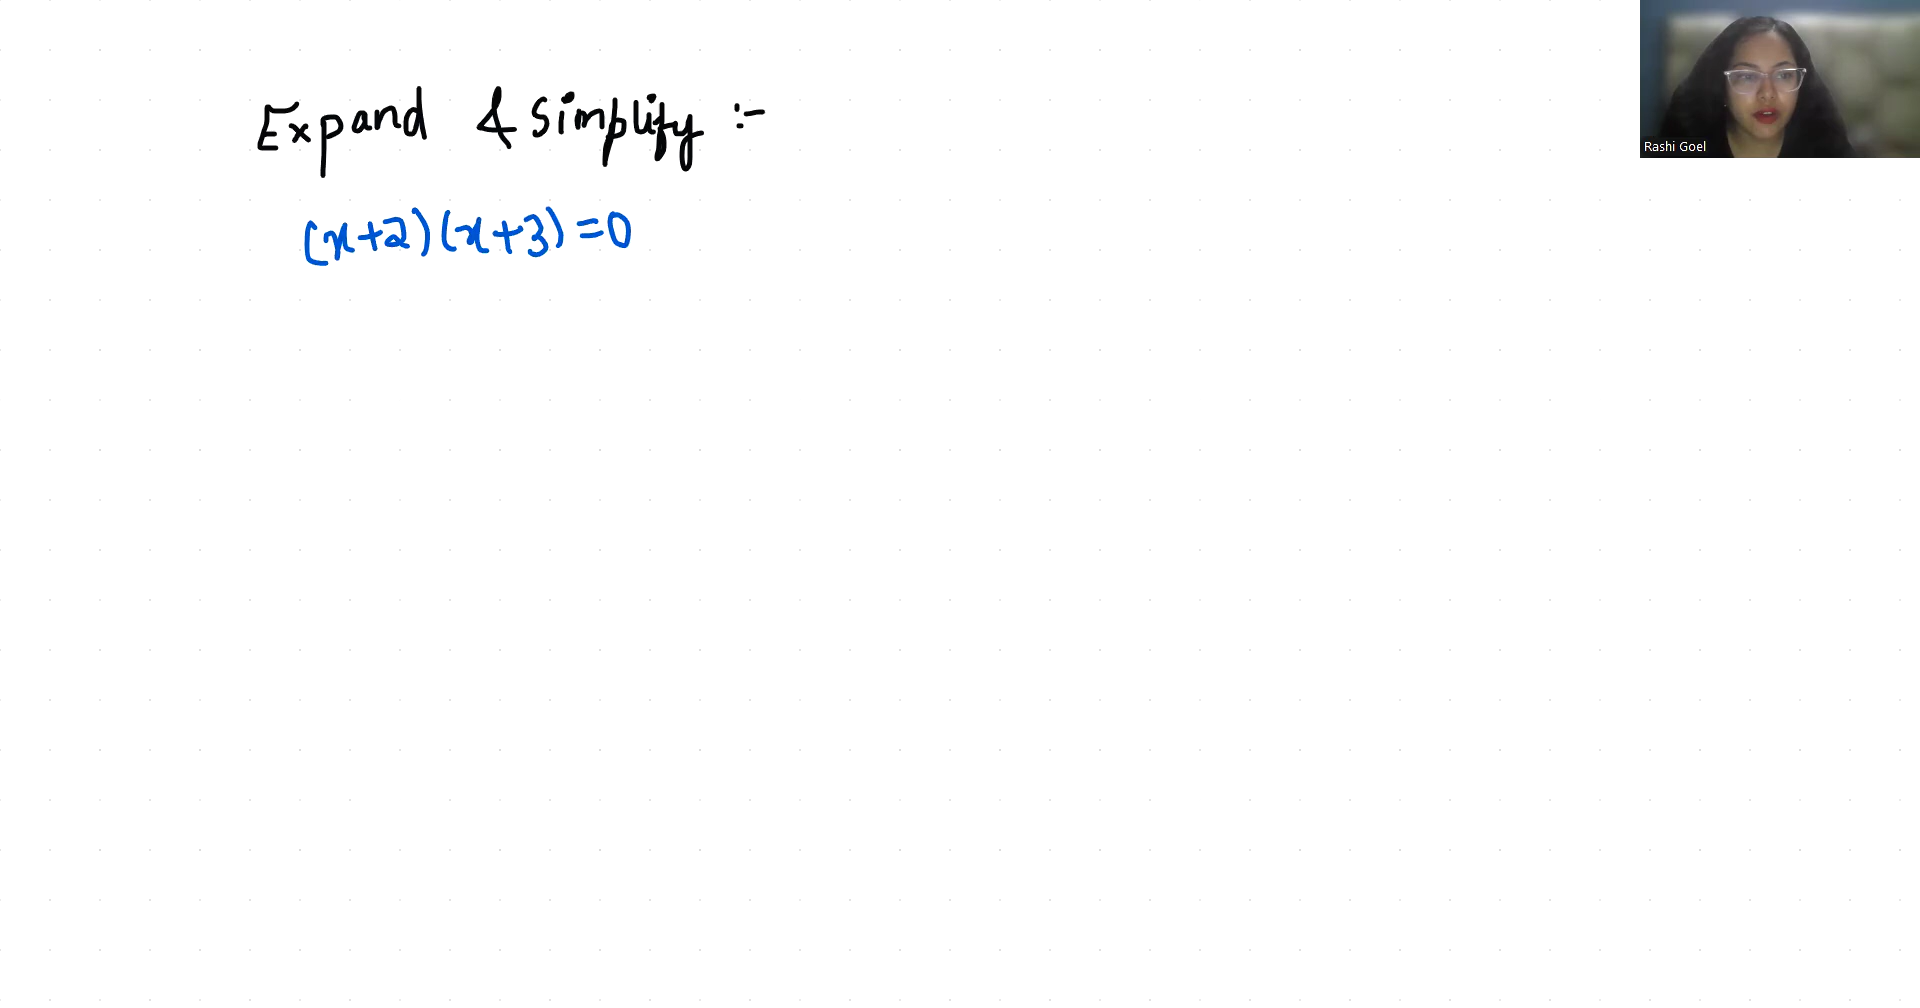 Expand & simplify :-
(x+2)(x+3)=0
Rashi Goel